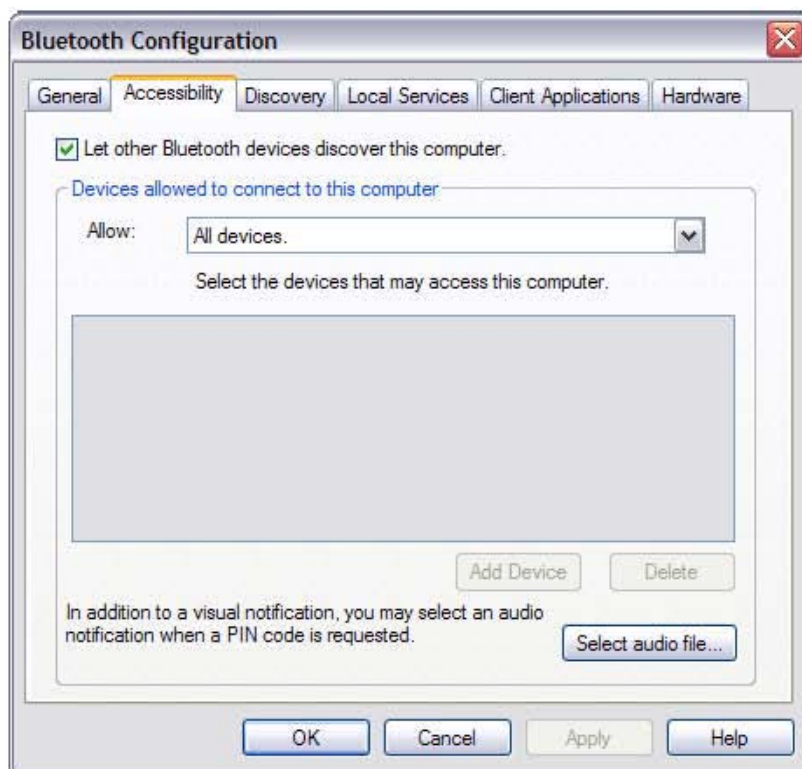 Bluetooth Configuration
General Accessibility Discovery Local Services Client Applications Hardware
Let other Bluetooth devices discover this computer.
Devices allowed to connect to this computer
Allow: All devices.
Select the devices that may access this computer.
Add Device Delete
In addition to a visual notification, you may select an audio
notification when a PIN code is requested.
Select audio file...
OK Cancel Apply Help